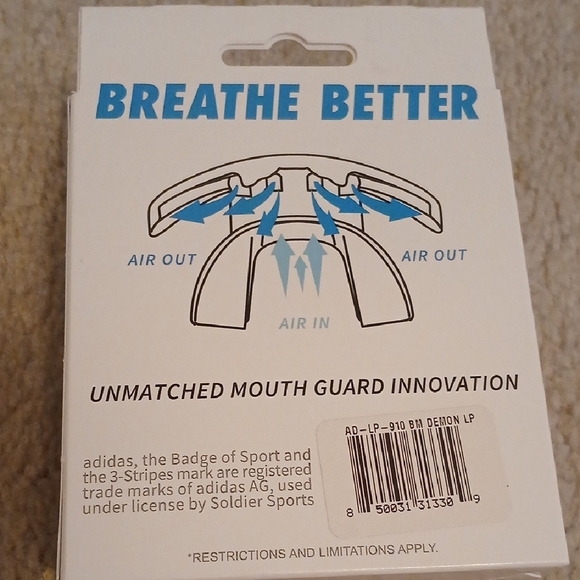 BREATHE BETTER
AIR OUT
AIR OUT
AIR IN
UNMATCHED MOUTH GUARD INNOVATION
adidas, the Badge of Sport and
the 3-Stripes mark are registered
trade marks of adidas AG, used
under license by Soldier Sports
AD-LP-910 BM DEMON LP
8 50031 31330 9
*RESTRICTIONS AND LIMITATIONS APPLY.